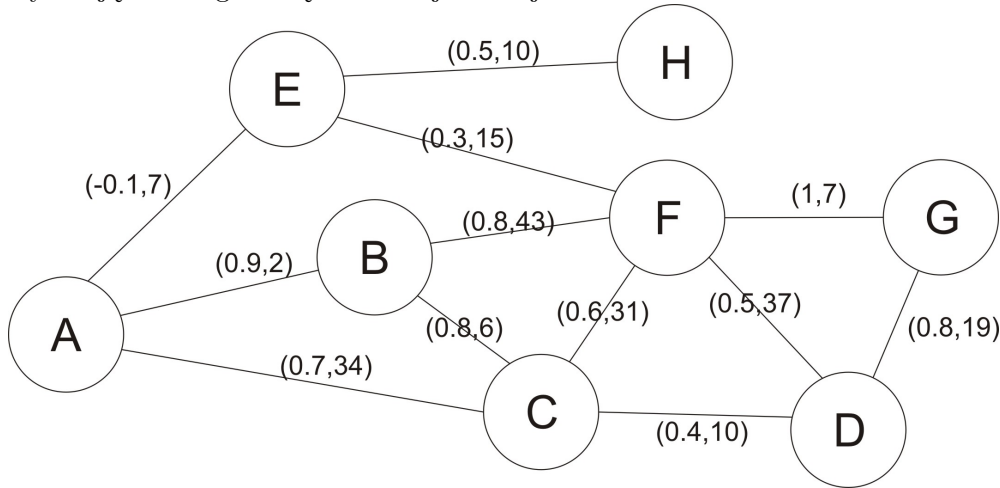 (0.5,10)
H
E
(0.3,15)
(-0.1,7)
(1,7)
G
F
(0.8,43)
B
(0.9,2)
(0.6,31)
(0.5,37)
(0.8,6)
(0.8,19)
A
(0.7,34)
C
D
(0.4,10)